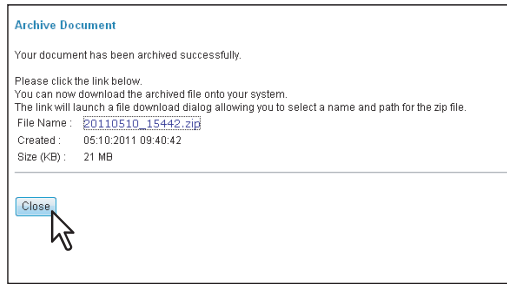 Archive Document
Your document has been archived successfully.
Please click the link below.
You can now download the archived file onto your system.
The link will launch a file download dialog allowing you to select a name and path for the zip file.
File Name : 20110510_15442.zip
Created : 05:10:2011 09:40:42
Size (KB) : 21 MB
Close